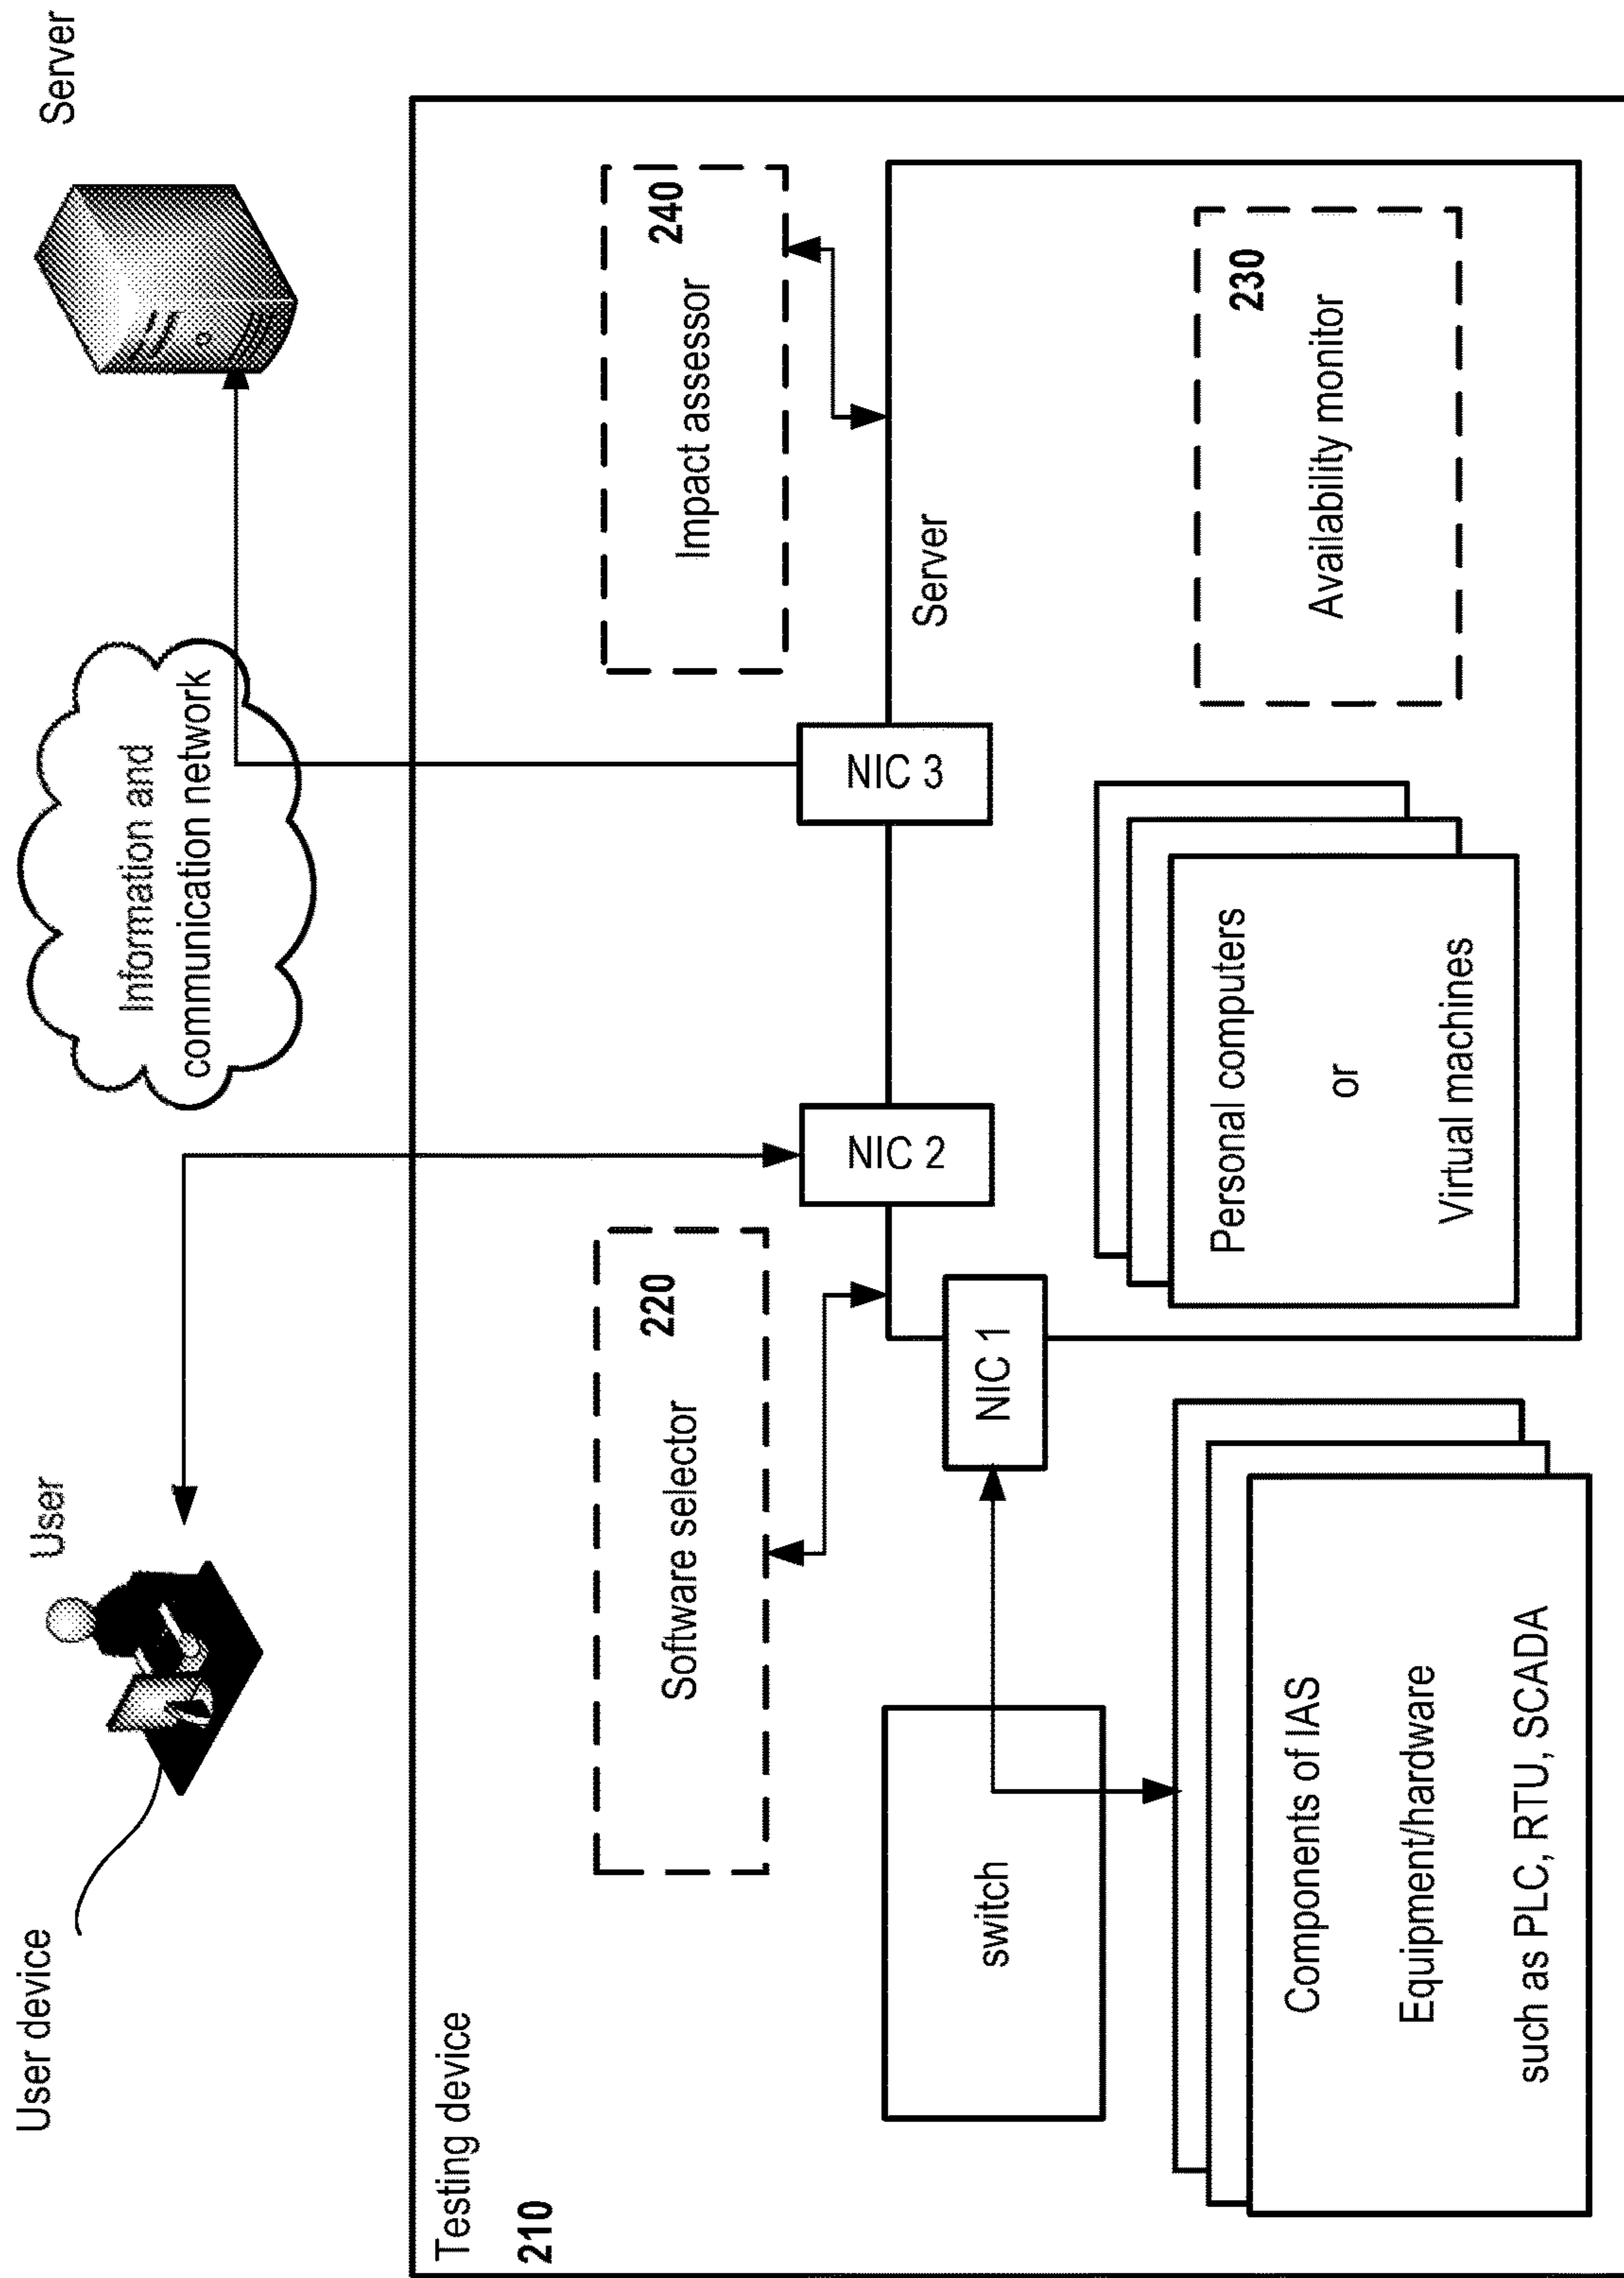 User device
User
Information and
communication network
Server
Testing device
210
Software selector
220
Impact assessor
240
switch
NIC 1
NIC 2
NIC 3
Server
Components of IAS
Equipment/hardware
such as PLC, RTU, SCADA
Personal computers
or
Virtual machines
Availability monitor
230